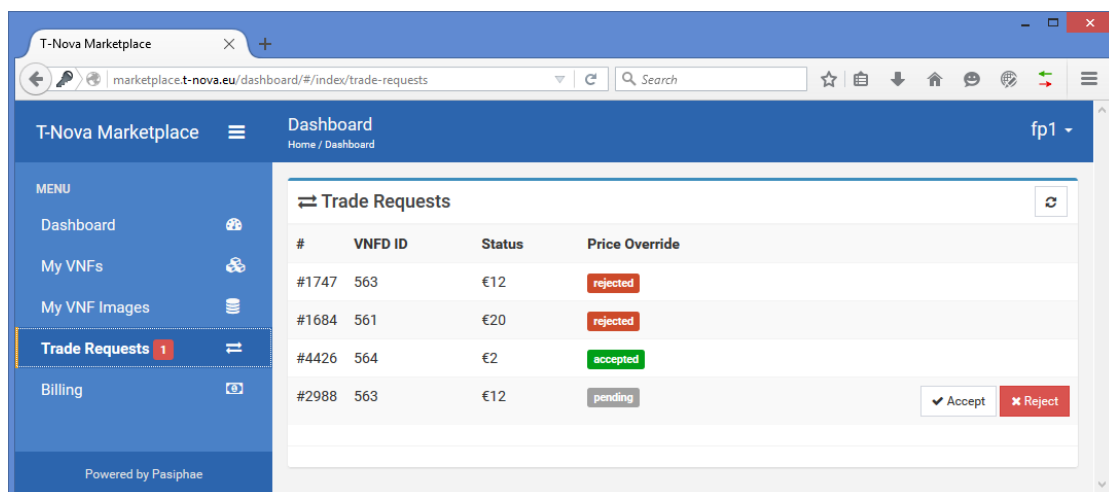 T-Nova Marketplace
marketplace.t-nova.eu/dashboard/#/index/trade-requests
Search
T-Nova Marketplace
Dashboard
Home / Dashboard
fp1
MENU
Dashboard
My VNFs
My VNF Images
Trade Requests 1
Billing
Powered by Pasiphae
Trade Requests
# VNFD ID Status Price Override
#1747 563 €12 rejected
#1684 561 €20 rejected
#4426 564 €2 accepted
#2988 563 €12 pending Accept Reject